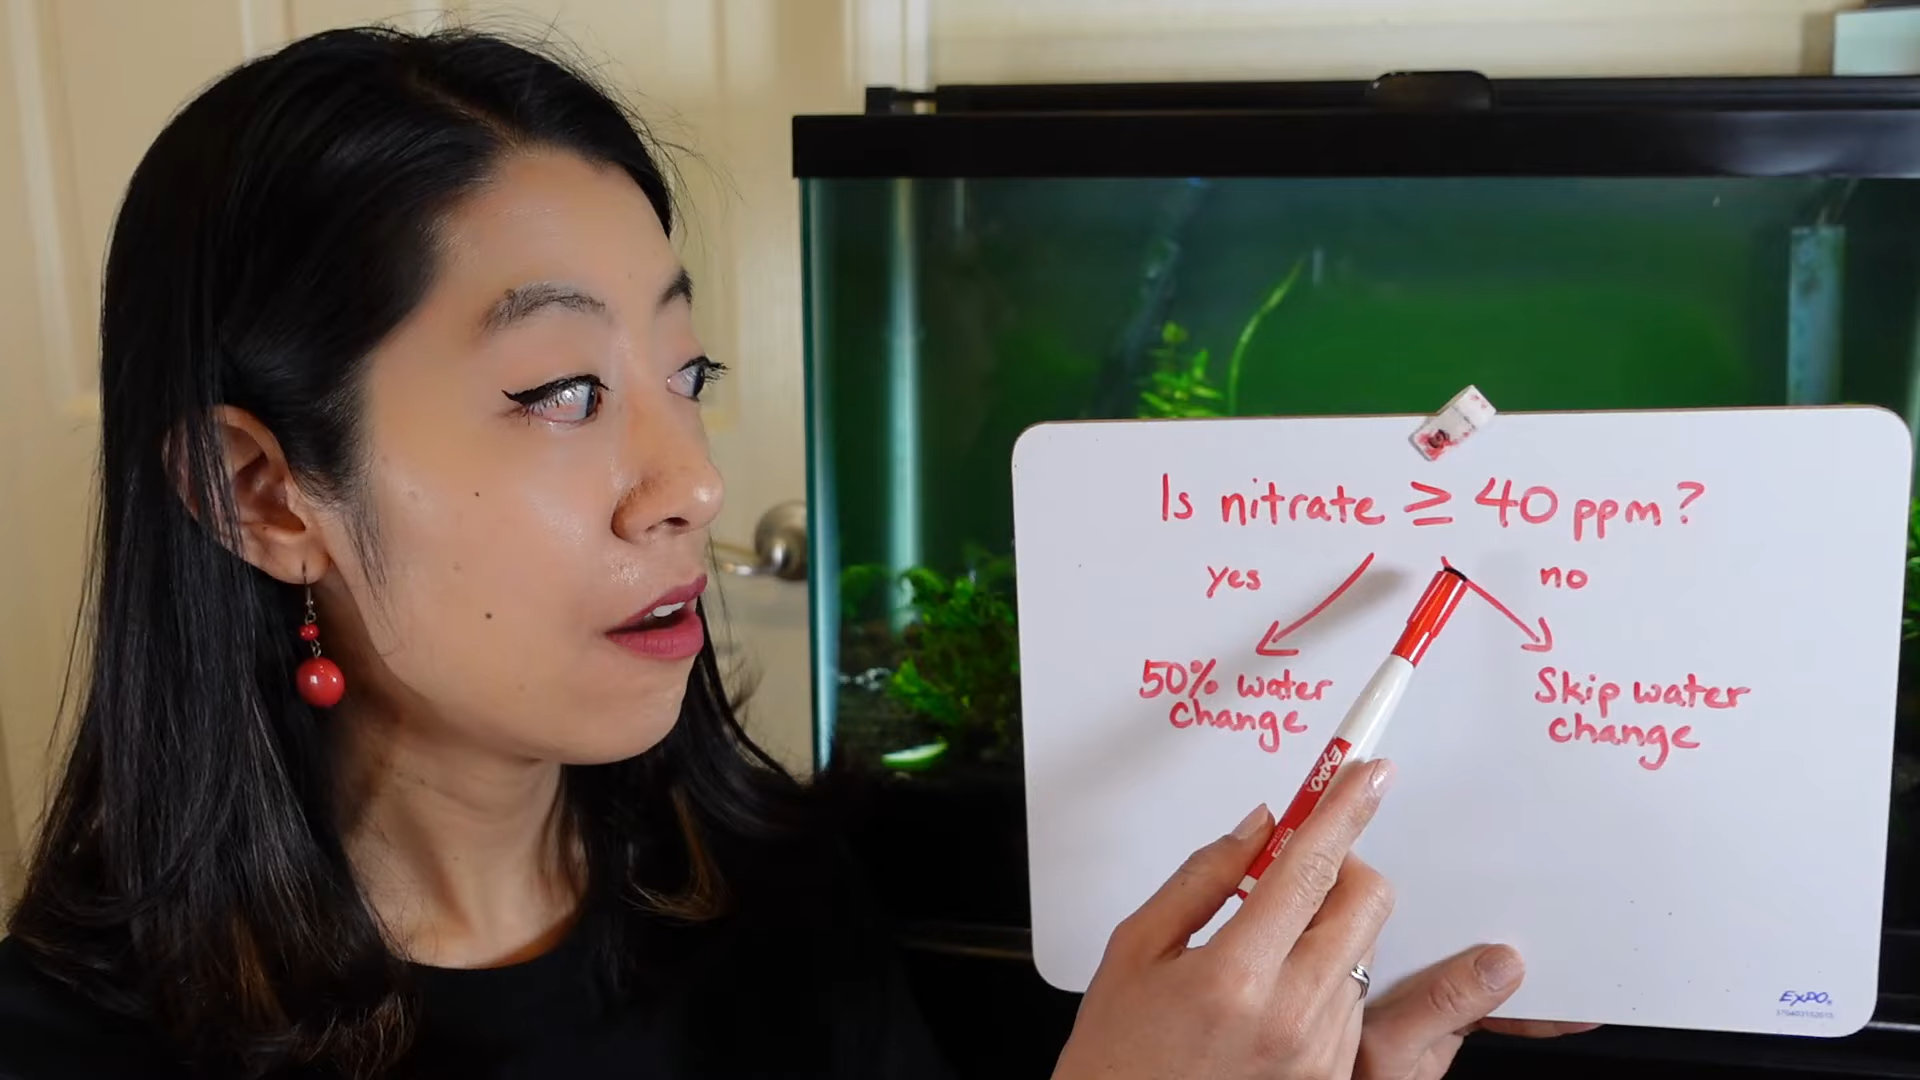 Is nitrate ≥ 40 ppm?
yes
no
50% water
change
Skip water
change
EXPO
EXPO